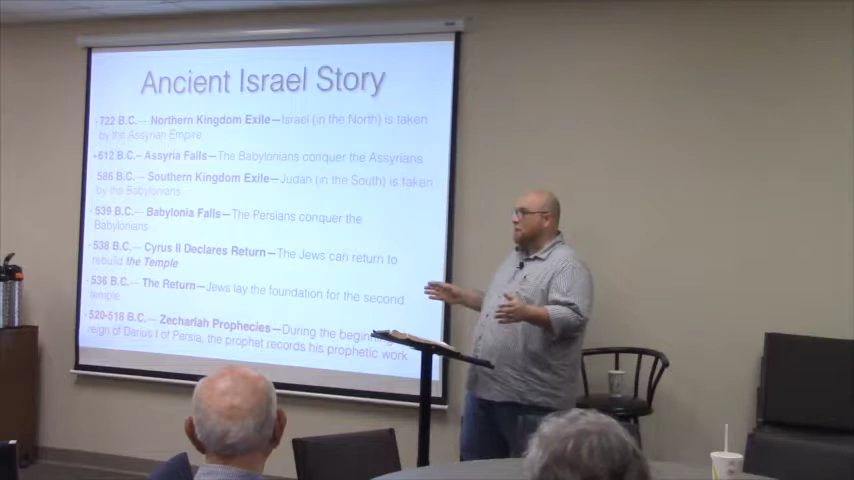 Ancient Israel Story
722 B.C.— Northern Kingdom Exile—Israel (in the North) is taken
by the Assyrian Empire
612 B.C.– Assyria Falls—The Babylonians conquer the Assyrians
586 B.C.— Southern Kingdom Exile—Judah (in the South) is taken
by the Babylonians
539 B.C.— Babylonia Falls—The Persians conquer the
Babylonians
538 B.C.— Cyrus II Declares Return—The Jews can return to
rebuild the Temple
536 B.C.— The Return—Jews lay the foundation for the second
temple
520-518 B.C.— Zechariah Prophecies—During the beginning
reign of Darius I of Persia, the prophet records his prophetic work